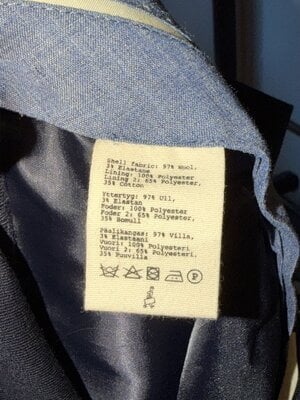 Shell fabric: 97% Wool.
3% Elastane
Lining: 100% Polyester
Lining 2: 65% Polyester,
35% Cotton
Yttertyg: 97% Ull,
3% Elastan
Foder: 100% Polyester
Foder 2: 65% Polyester,
35% Bomull
Päälikangas: 97% Villa,
3% Elastaani
Vuori: 100% Polyesteri
Vuori 2: 65% Polyesteri,
35% Puuvilla
P